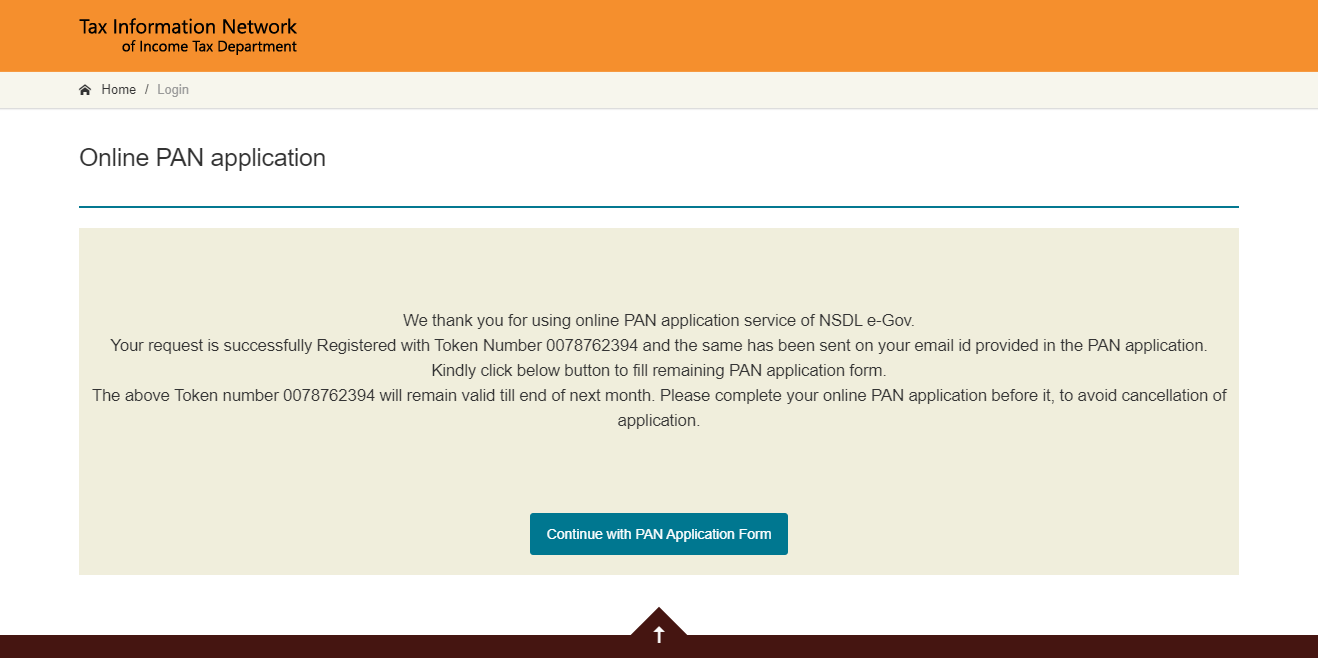 Tax Information Network
of Income Tax Department
Home / Login
Online PAN application
We thank you for using online PAN application service of NSDL e-Gov.
Your request is successfully Registered with Token Number 0078762394 and the same has been sent on your email id provided in the PAN application.
Kindly click below button to fill remaining PAN application form.
The above Token number 0078762394 will remain valid till end of next month. Please complete your online PAN application before it, to avoid cancellation of
application.
Continue with PAN Application Form